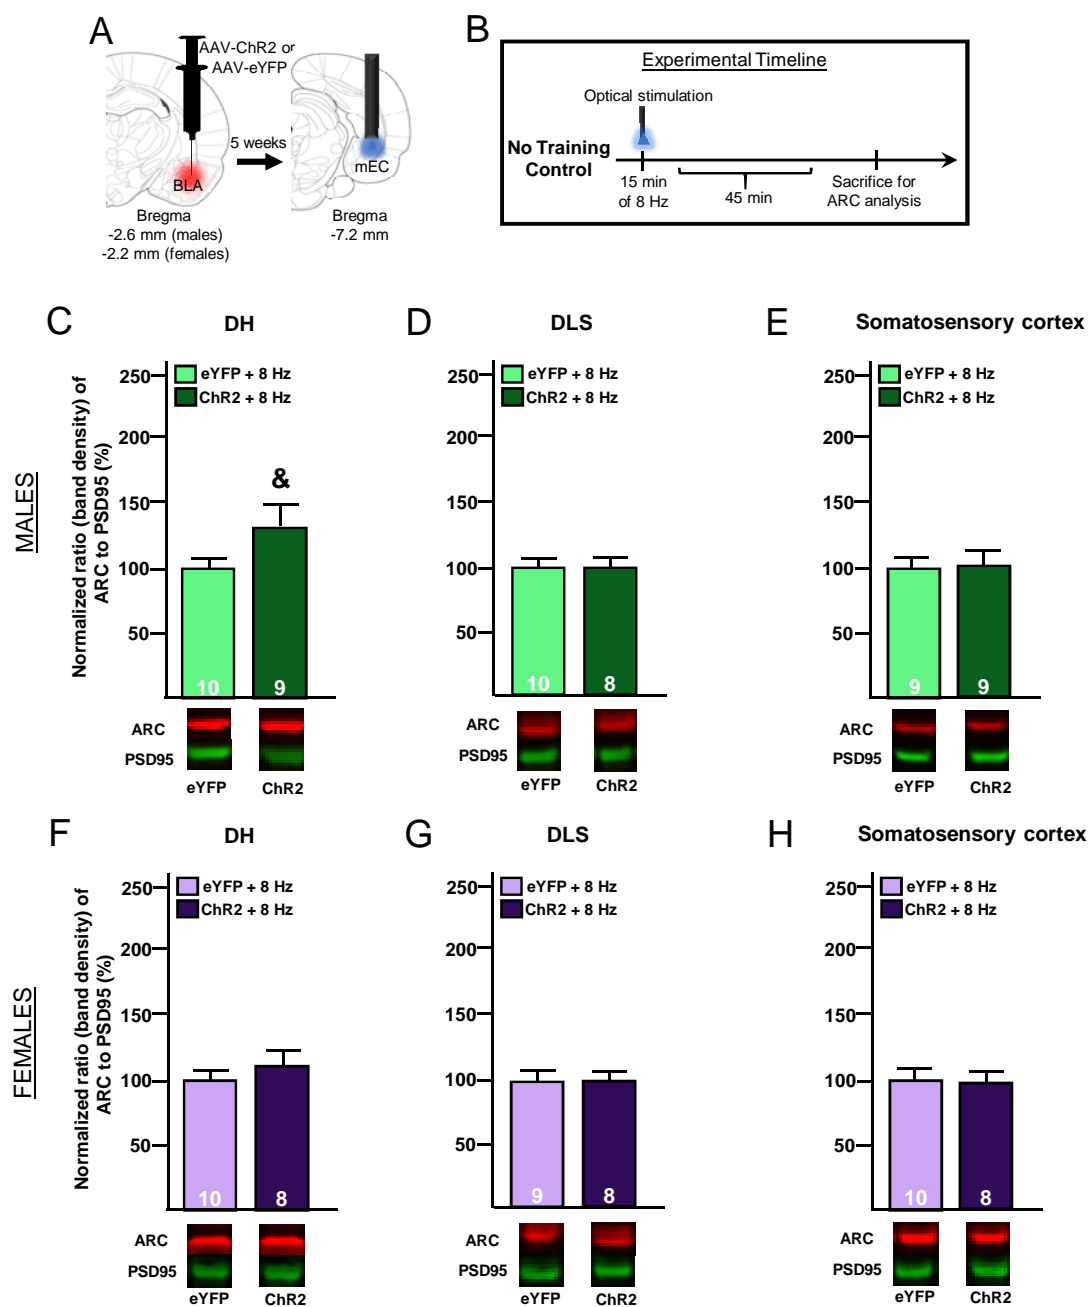 A
AAV-ChR2 or
AAV-eYFP
5 weeks
BLA
mEC
Bregma
-2.6 mm (males)
-2.2 mm (females)
Bregma
-7.2 mm
B
Experimental Timeline
Optical stimulation
No Training
Control
15 min
of 8 Hz
45 min
Sacrifice for
ARC analysis
MALES
Normalized ratio (band density) of
ARC to PSD95 (%)
C
DH
250
200
150
100
50
eYFP + 8 Hz
ChR2 + 8 Hz
&
10
9
ARC
PSD95
eYFP
ChR2
D
DLS
250
200
150
100
50
eYFP + 8 Hz
ChR2 + 8 Hz
10
8
ARC
PSD95
eYFP
ChR2
E
Somatosensory cortex
250
200
150
100
50
eYFP + 8 Hz
ChR2 + 8 Hz
9
9
ARC
PSD95
eYFP
ChR2
FEMALES
Normalized ratio (band density) of
ARC to PSD95 (%)
F
DH
250
200
150
100
50
eYFP + 8 Hz
ChR2 + 8 Hz
10
8
ARC
PSD95
eYFP
ChR2
G
DLS
250
200
150
100
50
eYFP + 8 Hz
ChR2 + 8 Hz
9
8
ARC
PSD95
eYFP
ChR2
H
Somatosensory cortex
250
200
150
100
50
eYFP + 8 Hz
ChR2 + 8 Hz
10
8
ARC
PSD95
eYFP
ChR2